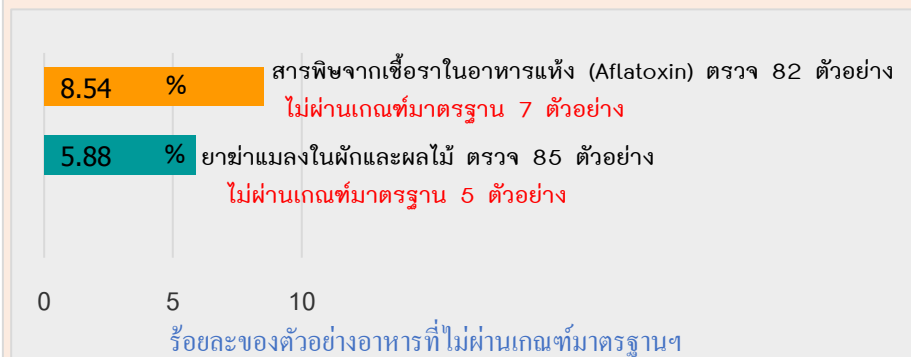 8.54 % สารพิษจากเชื้อราในอาหารแห้ง (Aflatoxin) ตรวจ 82 ตัวอย่าง
ไม่ผ่านเกณฑ์มาตรฐาน 7 ตัวอย่าง
5.88 % ยาฆ่าแมลงในผักและผลไม้ ตรวจ 85 ตัวอย่าง
ไม่ผ่านเกณฑ์มาตรฐาน 5 ตัวอย่าง
0 5 10
ร้อยละของตัวอย่างอาหารที่ไม่ผ่านเกณฑ์มาตรฐานฯ